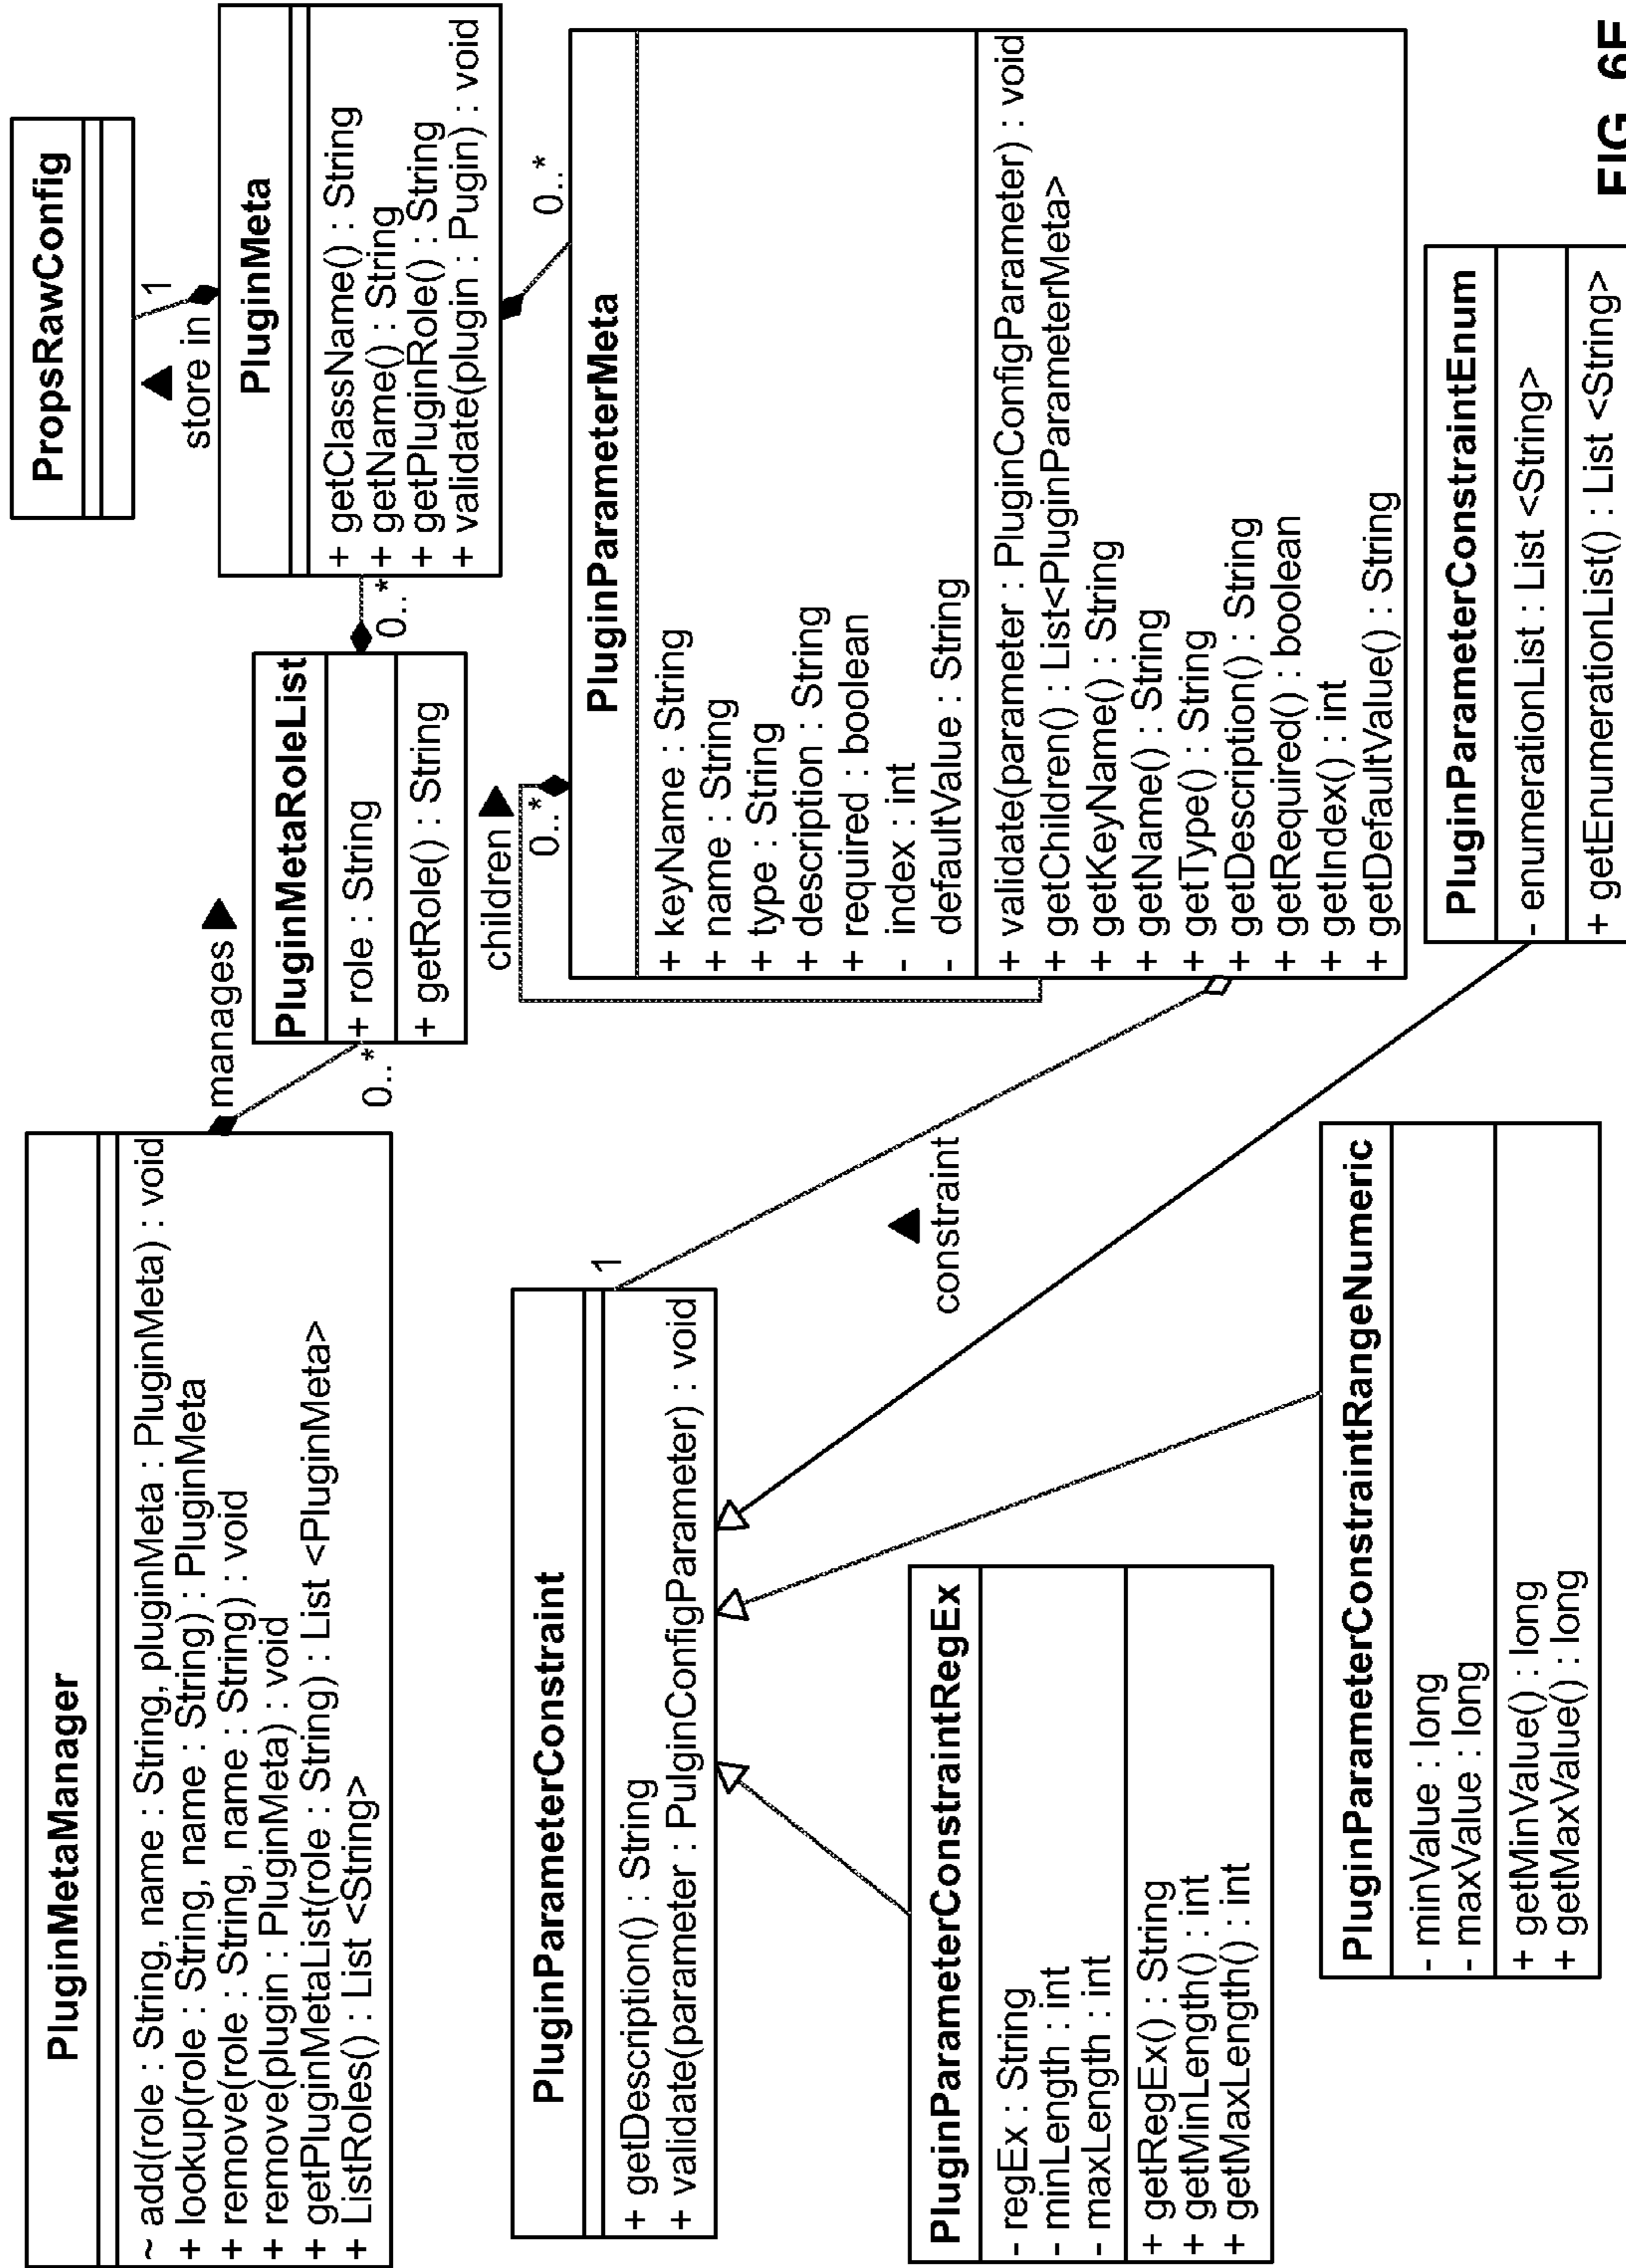 PluginMetaManager
~ add(role : String, name : String, pluginMeta : PluginMeta) : void
+ lookup(role : String, name : String) : PluginMeta
+ remove(role : String, name : String) : void
+ remove(plugin : PluginMeta) : void
+ getPluginMetaList(role : String) : List <PluginMeta>
+ ListRoles() : List <String>
manages
0..*
PluginMetaRoleList
+ role : String
+ getRole() : String
0..*
PropsRawConfig
1
store in
PluginMeta
+ getClassName() : String
+ getName() : String
+ getPluginRole() : String
+ validate(plugin : Pugin) : void
0..*
children
0..*
PluginParameterMeta
+ keyName : String
+ name : String
+ type : String
+ description : String
+ required : boolean
- index : int
- defaultValue : String
+ validate(parameter : PluginConfigParameter) : void
+ getChildren() : List<PluginParameterMeta>
+ getKeyName() : String
+ getName() : String
+ getType() : String
+ getDescription() : String
+ getRequired() : boolean
+ getIndex() : int
+ getDefaultValue() : String
PluginParameterConstraint
+ getDescription() : String
+ validate(parameter : PulginConfigParameter) : void
1
constraint
PluginParameterConstraintRegEx
- regEx : String
- minLength : int
- maxLength : int
+ getRegEx() : String
+ getMinLength() : int
+ getMaxLength() : int
PluginParameterConstraintRangeNumeric
- minValue : long
- maxValue : long
+ getMinValue() : long
+ getMaxValue() : long
PluginParameterConstraintEnum
- enumerationList : List <String>
+ getEnumerationList() : List <String>
FIG